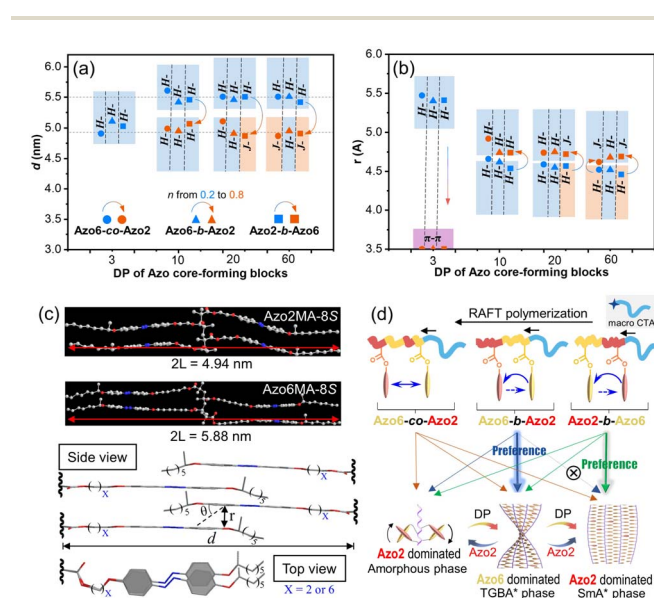 (a)
6.0
5.5
5.0
4.5
4.0
3.5
3.0
d (nm)
H- H- H-
H- H- H-
H- H- H-
H- H- J-
H- H- H-
J- H- J-
n from 0.2 to 0.8
Azo6-co-Azo2 Azo6-b-Azo2 Azo2-b-Azo6
3 10 20 60
DP of Azo core-forming blocks
(b)
6.0
5.5
5.0
4.5
4.0
3.5
r (A)
H- H- H-
π-π
H- H- H-
H- H- H-
H- H- J-
H- H- H-
J- H- J-
H- H- H-
3 10 20 60
DP of Azo core-forming blocks
(c)
Azo2MA-8S
2L = 4.94 nm
Azo6MA-8S
2L = 5.88 nm
Side view
( )5 ( )X
( )X ( )5
θ r
d
Top view
X = 2 or 6
(d)
RAFT polymerization
macro CTA
Azo6-co-Azo2 Azo6-b-Azo2 Azo2-b-Azo6
Preference Preference
DP DP
Azo2 Azo2
Azo2 dominated
Amorphous phase
Azo6
dominated
TGBA* phase
Azo2 dominated
SmA* phase